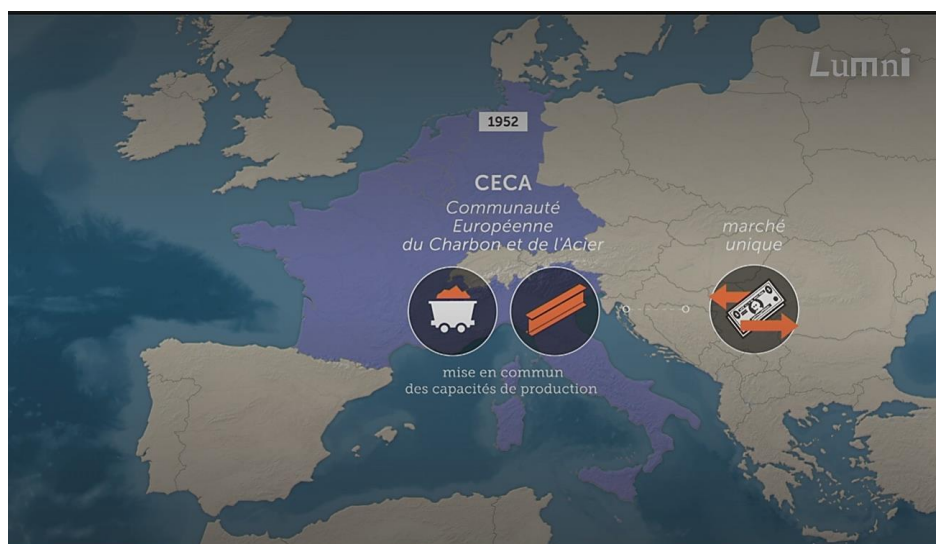 Lumni
1952
CECA
Communauté
Européenne
du Charbon et de l'Acier
marché
unique
mise en commun
des capacités de production